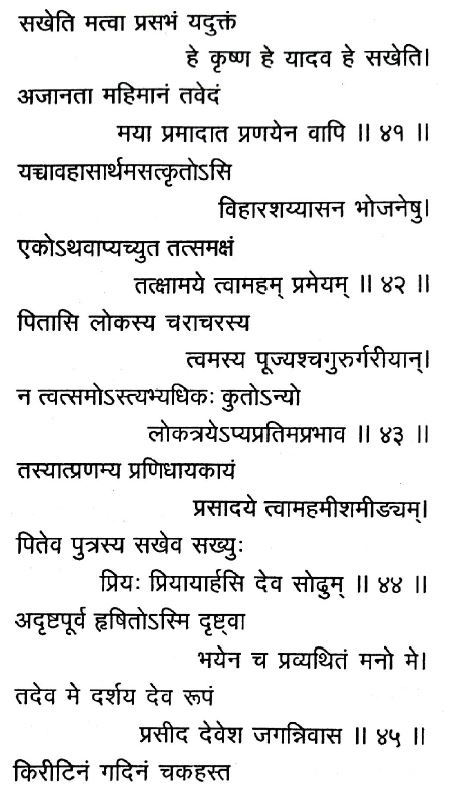 सखेति मत्वा प्रसभं यदुक्तं
हे कृष्ण हे यादव हे सखेति।
अजानता महिमानं तवेदं
मया प्रमादात प्रणयेन वापि ॥ ४१ ॥
यच्चावहासार्थमसत्कृतोऽसि
विहारशय्यासन भोजनेषु।
एकोऽथवाप्यच्युत तत्समक्षं
तत्क्षामये त्वामहम् प्रमेयम् ॥ ४२ ॥
पितासि लोकस्य चराचरस्य
त्वमस्य पूज्यश्चगुरुर्गरीयान्।
न त्वत्समोऽस्त्यभ्यधिकः कुतोऽन्यो
लोकत्रयेऽप्यप्रतिमप्रभाव ॥ ४३ ॥
तस्यात्प्रणम्य प्रणिधायकायं
प्रसादये त्वामहमीशमीड्यम्।
पितेव पुत्रस्य सखेव सख्युः
प्रियः प्रियायार्हसि देव सोढुम् ॥ ४४ ॥
अदृष्टपूर्व हृषितोऽस्मि दृष्ट्वा
भयेन च प्रव्यथितं मनो मे।
तदेव मे दर्शय देव रूपं
प्रसीद देवेश जगन्निवास ॥ ४५ ॥
किरीटिनं गदिनं चकहस्त